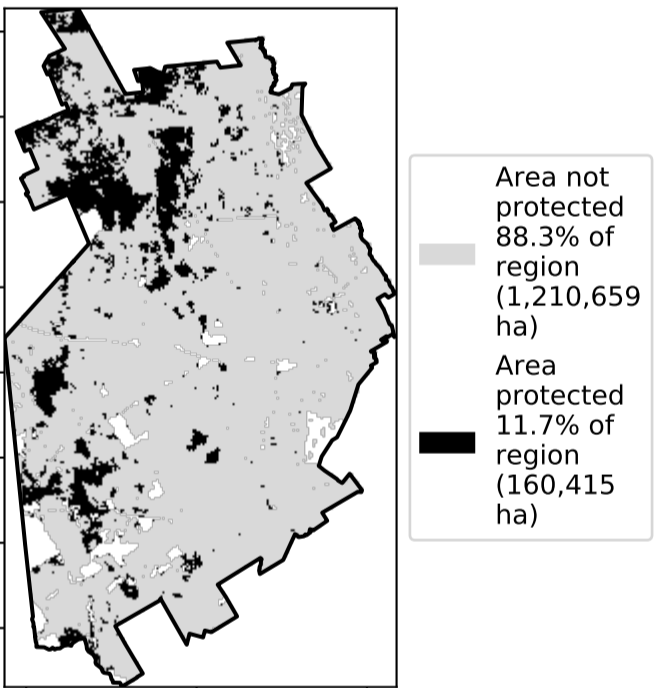 Area not
protected
88.3% of
region
(1,210,659
ha)
Area
protected
11.7% of
region
(160,415
ha)